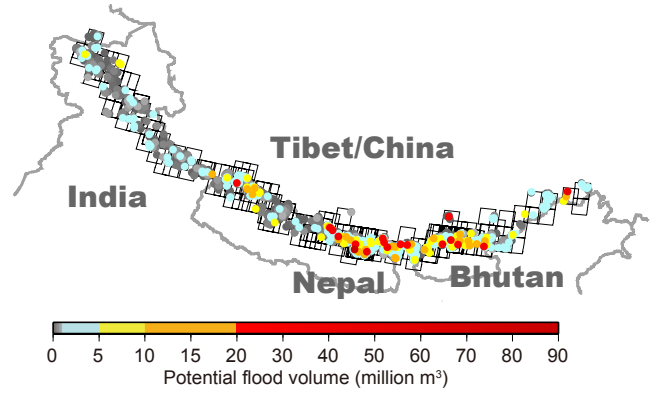 Tibet/China
India
Nepal
Bhutan
0 5 10 20 30 40 50 60 70 80 90
Potential flood volume (million m³)